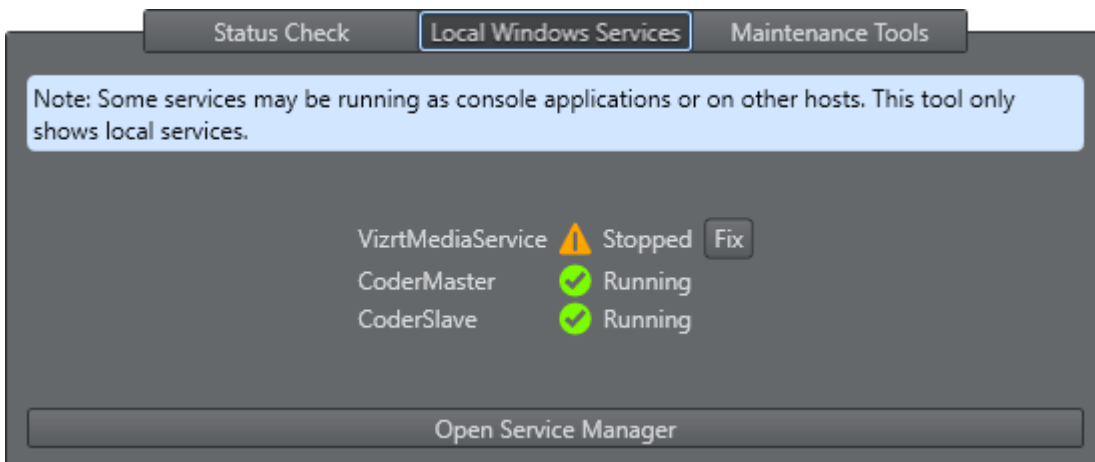 Status Check Local Windows Services Maintenance Tools
Note: Some services may be running as console applications or on other hosts. This tool only
shows local services.
VizrtMediaService Stopped Fix
CoderMaster Running
CoderSlave Running
Open Service Manager